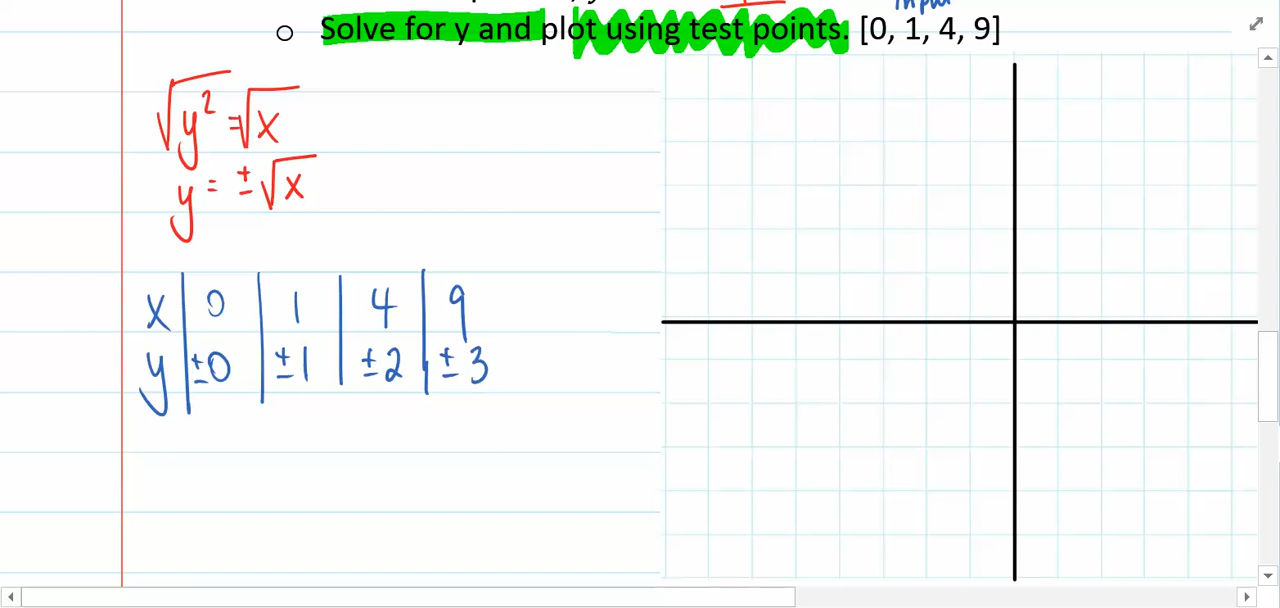 input
○ Solve for y and plot using test points. [0, 1, 4, 9]
√y² = √x
y = ±√x
x 0 1 4 9
y ±0 ±1 ±2 ±3